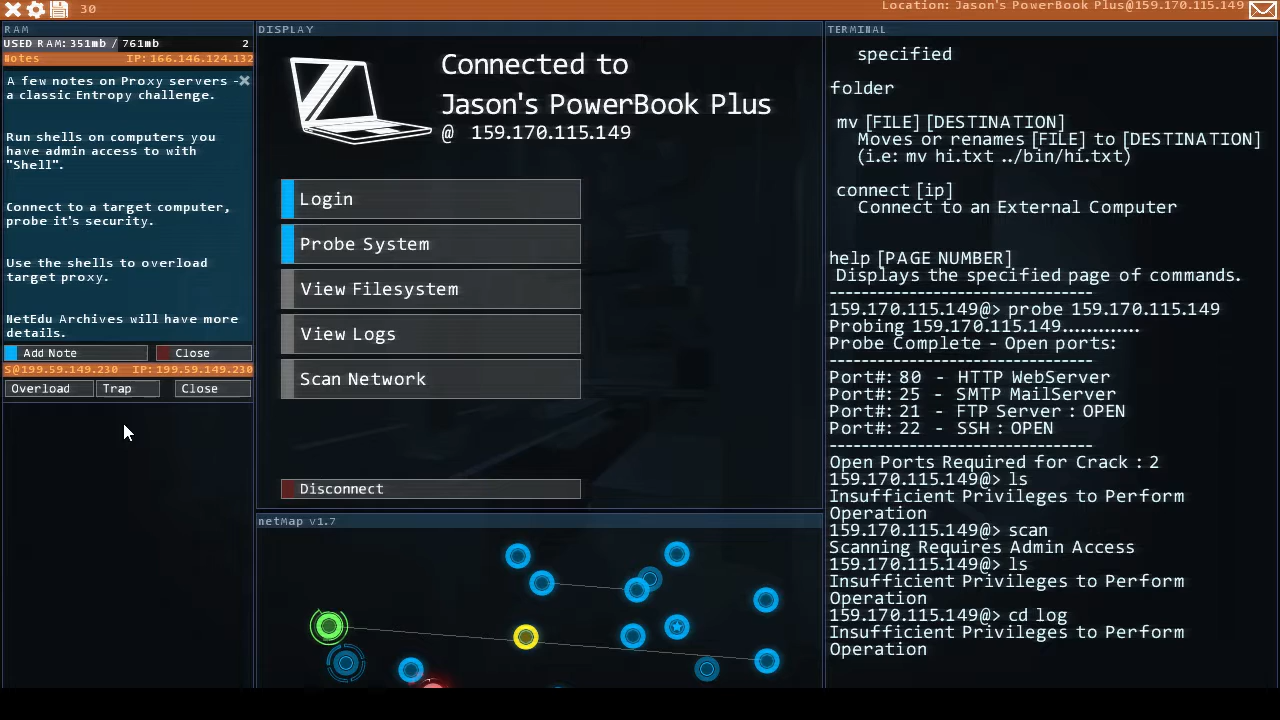 30
Location: Jason's PowerBook Plus@159.170.115.149
RAM
USED RAM: 351mb / 761mb 2
Notes IP: 166.146.124.132
A few notes on Proxy servers -
a classic Entropy challenge.
Run shells on computers you
have admin access to with
"Shell".
Connect to a target computer,
probe it's security.
Use the shells to overload
target proxy.
NetEdu Archives will have more
details.
Add Note
Close
S@199.59.149.230 IP: 199.59.149.230
Overload
Trap
Close
DISPLAY
Connected to
Jason's PowerBook Plus
@ 159.170.115.149
Login
Probe System
View Filesystem
View Logs
Scan Network
Disconnect
netMap v1.7
TERMINAL
specified
folder
mv [FILE] [DESTINATION]
Moves or renames [FILE] to [DESTINATION]
(i.e: mv hi.txt ../bin/hi.txt)
connect [ip]
Connect to an External Computer
help [PAGE NUMBER]
Displays the specified page of commands.
---------------------------------
159.170.115.149@> probe 159.170.115.149
Probing 159.170.115.149.............
Probe Complete - Open ports:
---------------------------------
Port#: 80 - HTTP WebServer
Port#: 25 - SMTP MailServer
Port#: 21 - FTP Server : OPEN
Port#: 22 - SSH : OPEN
---------------------------------
Open Ports Required for Crack : 2
159.170.115.149@> ls
Insufficient Privileges to Perform
Operation
159.170.115.149@> scan
Scanning Requires Admin Access
159.170.115.149@> ls
Insufficient Privileges to Perform
Operation
159.170.115.149@> cd log
Insufficient Privileges to Perform
Operation